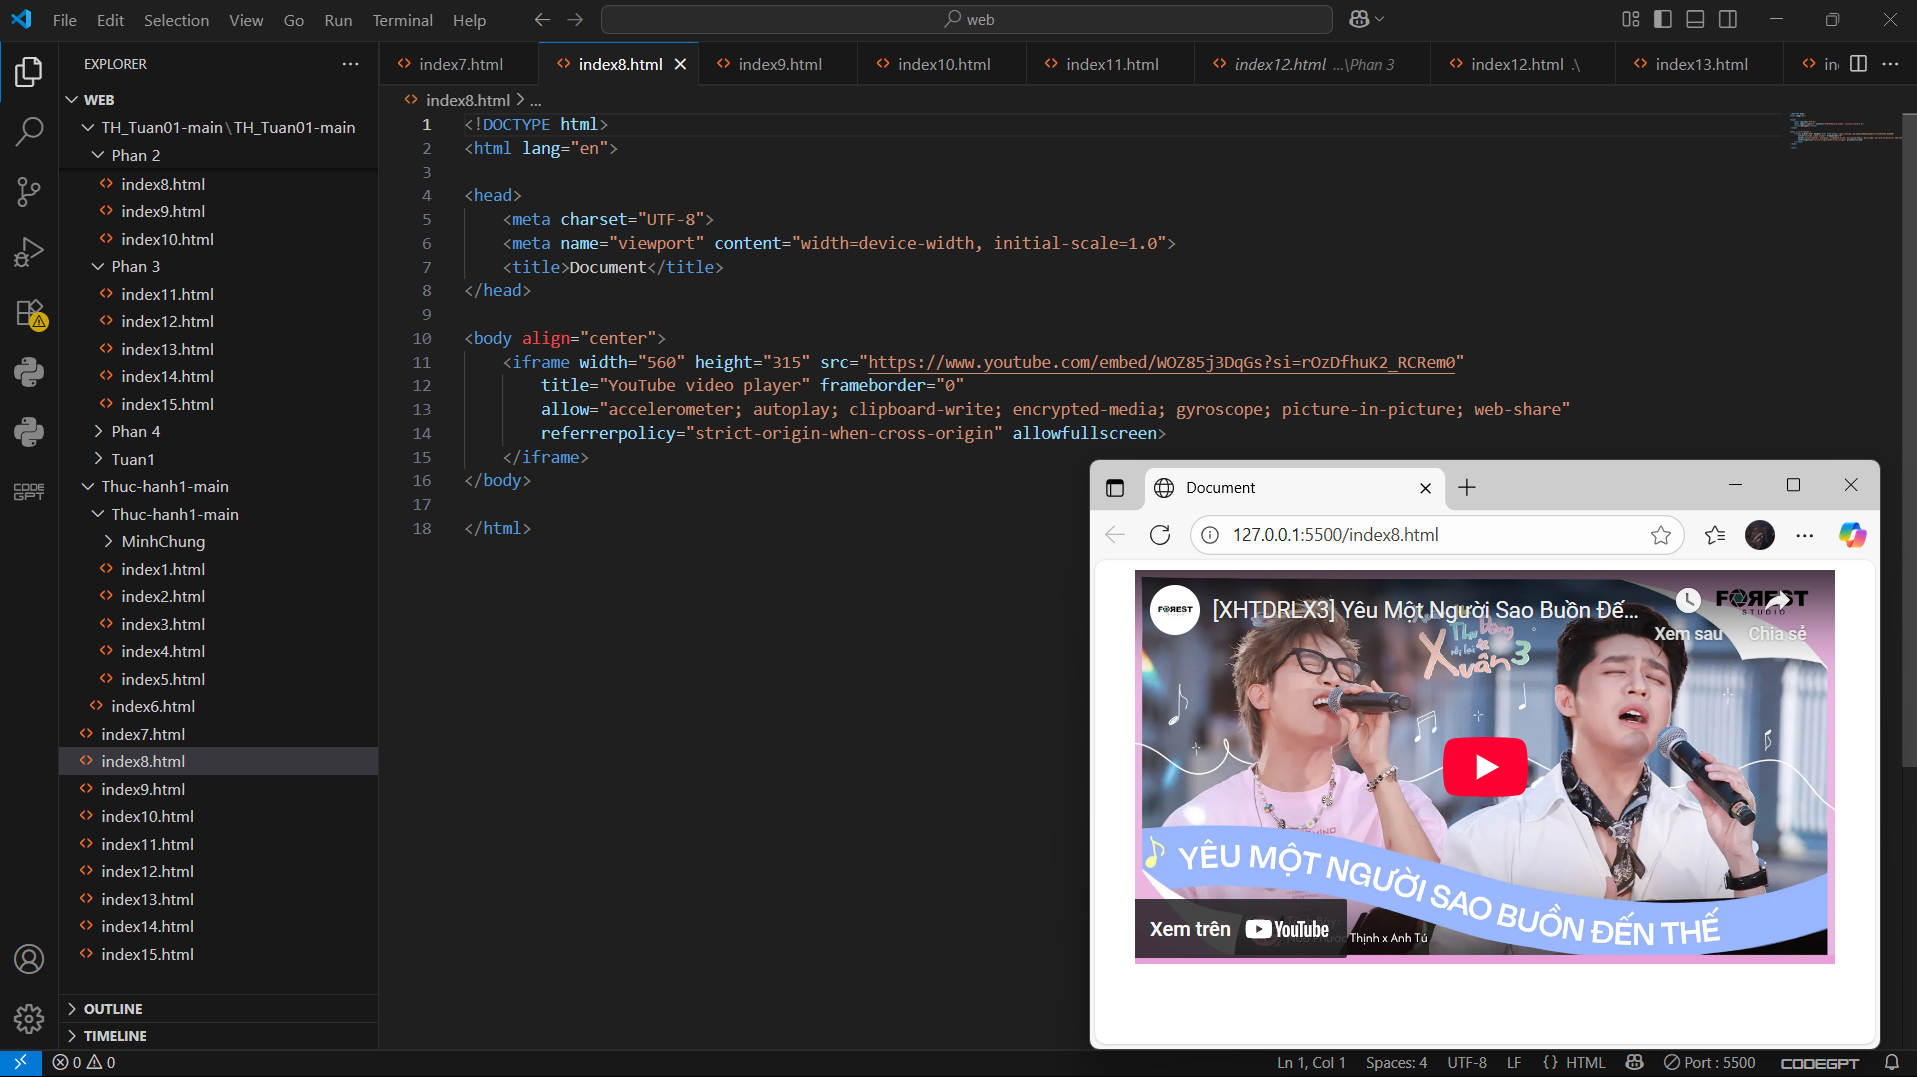 File Edit Selection View Go Run Terminal Help
web
EXPLORER
WEB
TH_Tuan01-main\TH_Tuan01-main
Phan 2
index8.html
index9.html
index10.html
Phan 3
index11.html
index12.html
index13.html
index14.html
index15.html
Phan 4
Tuan1
Thuc-hanh1-main
Thuc-hanh1-main
MinhChung
index1.html
index2.html
index3.html
index4.html
index5.html
index6.html
index7.html
index8.html
index9.html
index10.html
index11.html
index12.html
index13.html
index14.html
index15.html
OUTLINE
TIMELINE
CODE
GPT
index7.html index8.html index9.html index10.html index11.html index12.html ...\Phan 3 index12.html .\ index13.html in
index8.html > ...
1 <!DOCTYPE html>
2 <html lang="en">
3
4 <head>
5 <meta charset="UTF-8">
6 <meta name="viewport" content="width=device-width, initial-scale=1.0">
7 <title>Document</title>
8 </head>
9
10 <body align="center">
11 <iframe width="560" height="315" src="https://www.youtube.com/embed/WOZ85j3DqGs?si=rOzDfhuK2_RCRem0"
12 title="YouTube video player" frameborder="0"
13 allow="accelerometer; autoplay; clipboard-write; encrypted-media; gyroscope; picture-in-picture; web-share"
14 referrerpolicy="strict-origin-when-cross-origin" allowfullscreen>
15 </iframe>
16 </body>
17
18 </html>
Document
127.0.0.1:5500/index8.html
FOREST
[XHTDRLX3] Yêu Một Người Sao Buồn Đế...
FOREST
STUDIO
Xem sau Chia sẻ
Xuân 3
YÊU MỘT NGƯỜI SAO BUỒN ĐẾN THẾ
Xem trên YouTube
Thịnh x Anh Tú
0 0
Ln 1, Col 1 Spaces: 4 UTF-8 LF {} HTML Port : 5500 CODEGPT